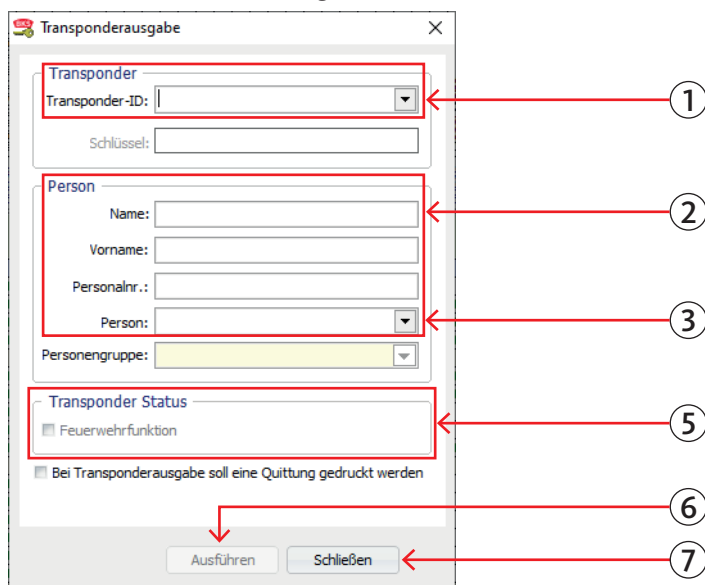 BKS Transponderausgabe
Transponder
Transponder-ID: ①
Schlüssel:
Person
Name: ②
Vorname:
Personalnr.:
Person: ③
Personengruppe:
Transponder Status
Feuerwehrfunktion ⑤
Bei Transponderausgabe soll eine Quittung gedruckt werden
⑥
Ausführen Schließen ⑦